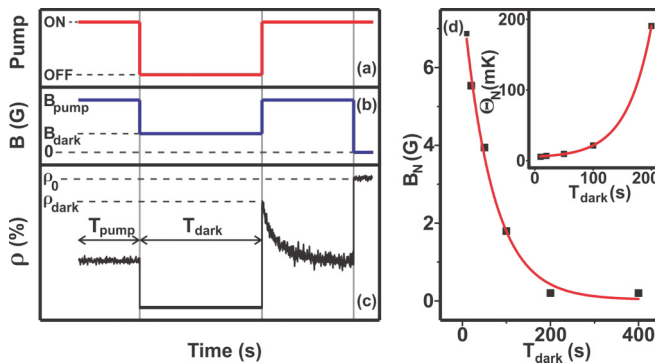 Pump
ON
OFF
(a)
B (G)
B_pump
B_dark
0
(b)
ρ (%)
ρ_0
ρ_dark
T_pump
T_dark
(c)
Time (s)
(d)
B_N (G)
6
4
2
0
0
200
400
T_dark (s)
Θ_N (mK)
200
100
0
0
100
200
T_dark (s)